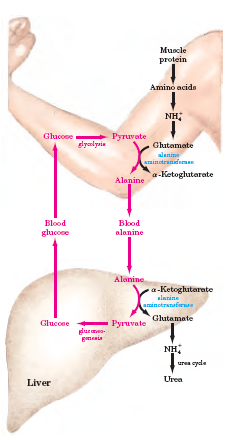 Muscle
protein
Amino acids
NH₄⁺
Glucose
glycolysis
Pyruvate
Glutamate
alanine
aminotransferase
Alanine
α-Ketoglutarate
Blood
glucose
Blood
alanine
Alanine
α-Ketoglutarate
alanine
aminotransferase
Glucose
gluconeo-
genesis
Pyruvate
Glutamate
NH₄⁺
urea cycle
Liver
Urea